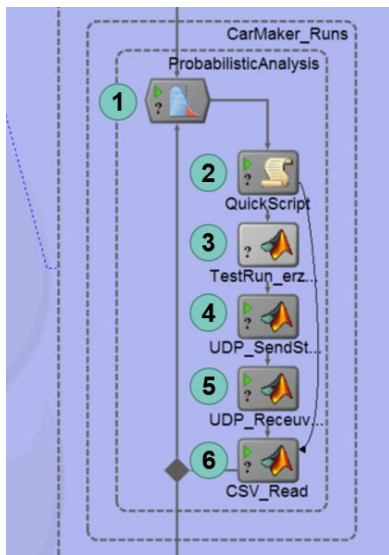 CarMaker_Runs
ProbabilisticAnalysis
1
?
2
?
QuickScript
3
?
TestRun_erz...
4
?
UDP_SendSt...
5
?
UDP_Receuv...
6
?
CSV_Read